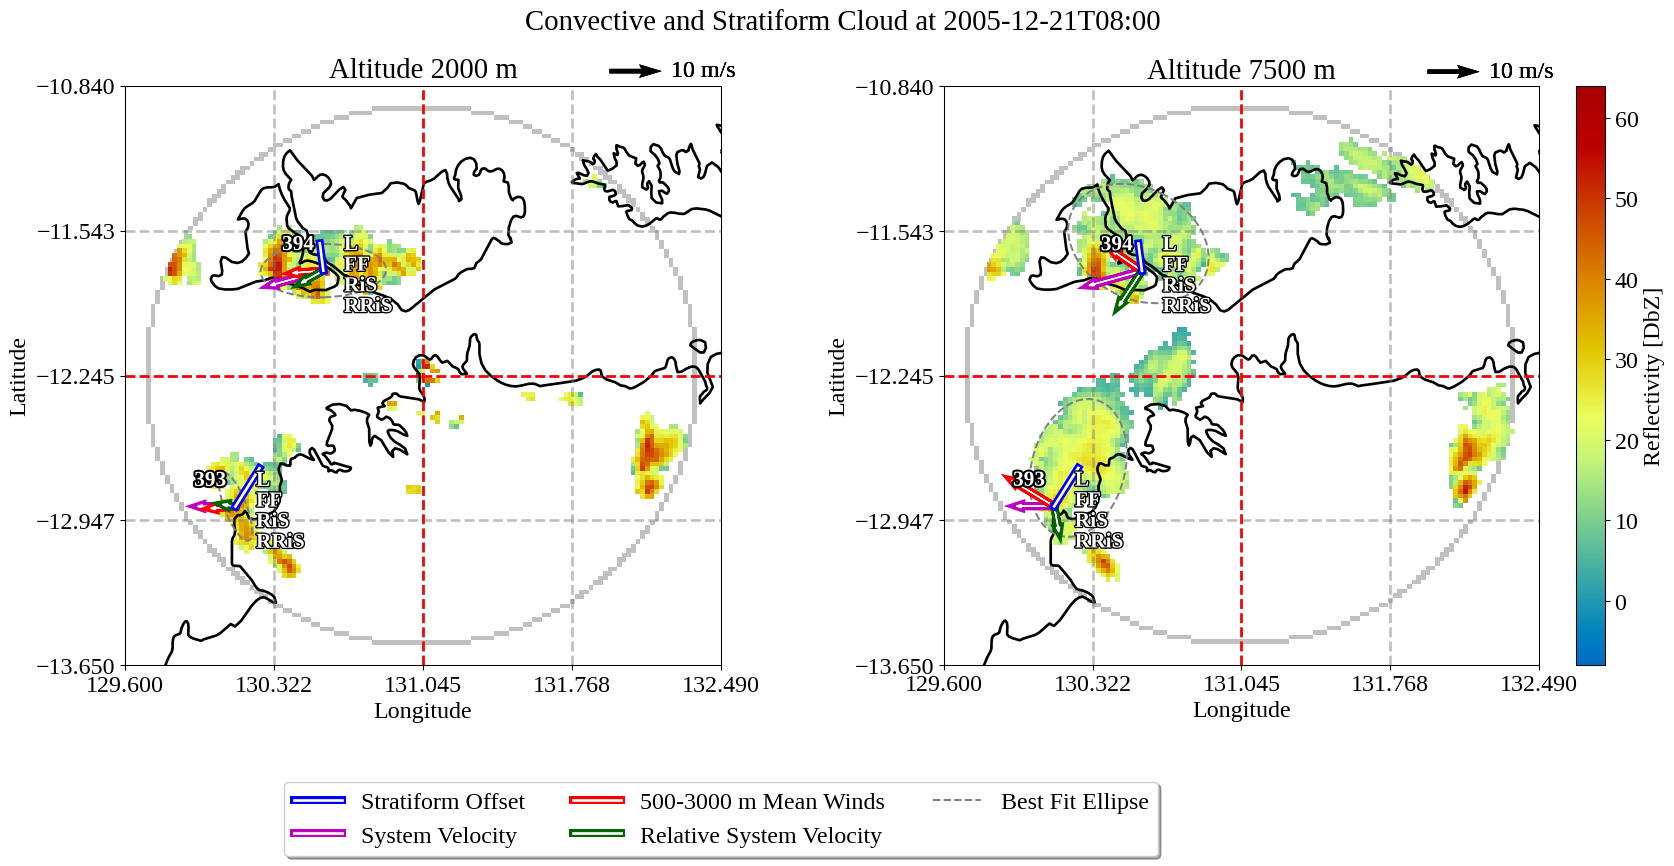 Convective and Stratiform Cloud at 2005-12-21T08:00
Altitude 2000 m
10 m/s
Altitude 7500 m
10 m/s
−10.840
−11.543
−12.245
−12.947
−13.650
Latitude
129.600
130.322
131.045
131.768
132.490
Longitude
394
L
FF
RiS
RRiS
393
L
FF
RiS
RRiS
−10.840
−11.543
−12.245
−12.947
−13.650
Latitude
129.600
130.322
131.045
131.768
132.490
Longitude
394
L
FF
RiS
RRiS
393
L
FF
RiS
RRiS
60
50
40
30
20
10
0
Reflectivity [DbZ]
Stratiform Offset
System Velocity
500-3000 m Mean Winds
Relative System Velocity
Best Fit Ellipse